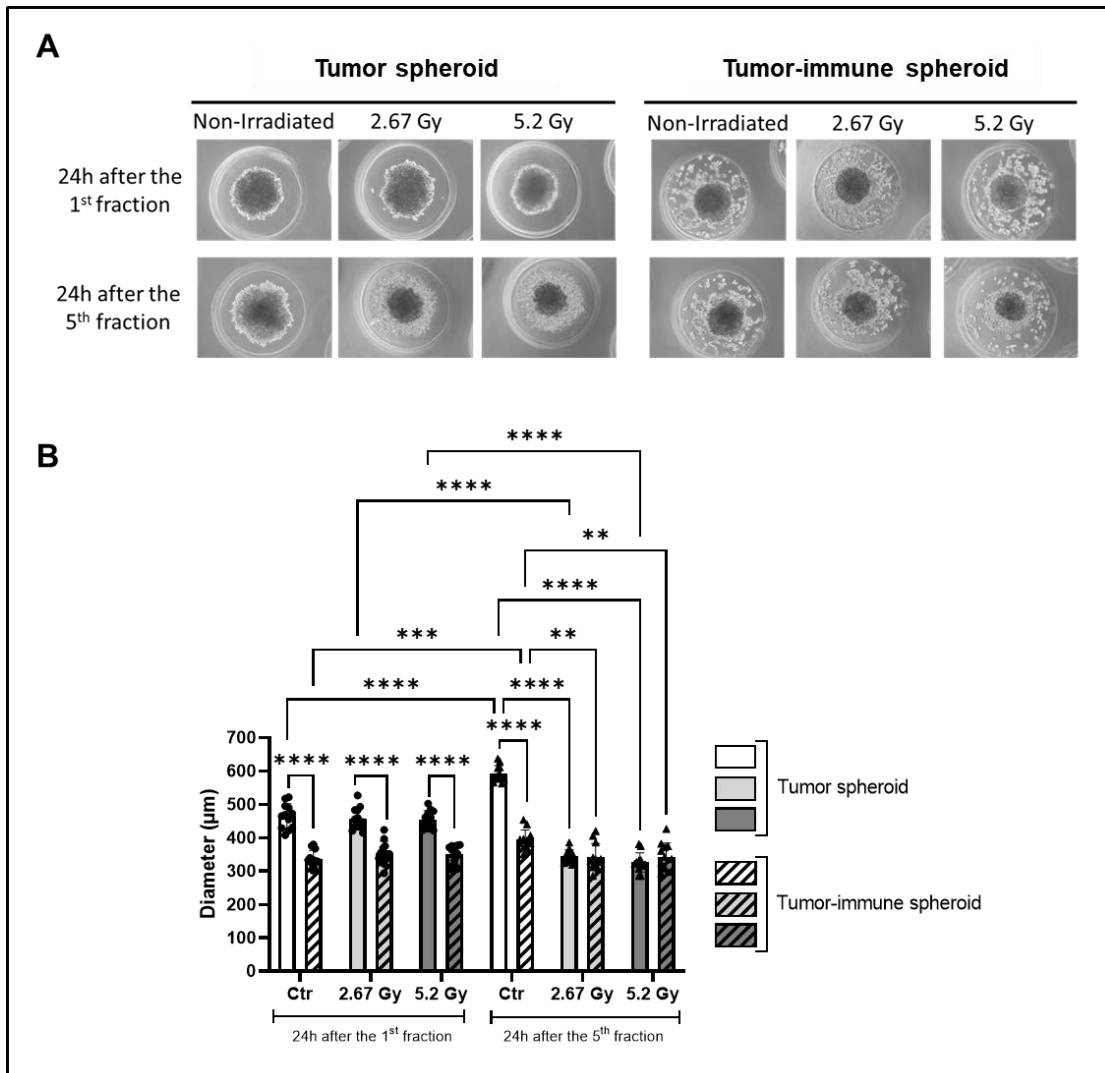 A
Tumor spheroid
Tumor-immune spheroid
Non-Irradiated 2.67 Gy 5.2 Gy
Non-Irradiated 2.67 Gy 5.2 Gy
24h after the
1st fraction
24h after the
5th fraction
B
****
****
**
****
*** **
**** ****
****
**** **** ****
Diameter (µm)
700
600
500
400
300
200
100
0
Ctr 2.67 Gy 5.2 Gy Ctr 2.67 Gy 5.2 Gy
24h after the 1st fraction 24h after the 5th fraction
Tumor spheroid
Tumor-immune spheroid